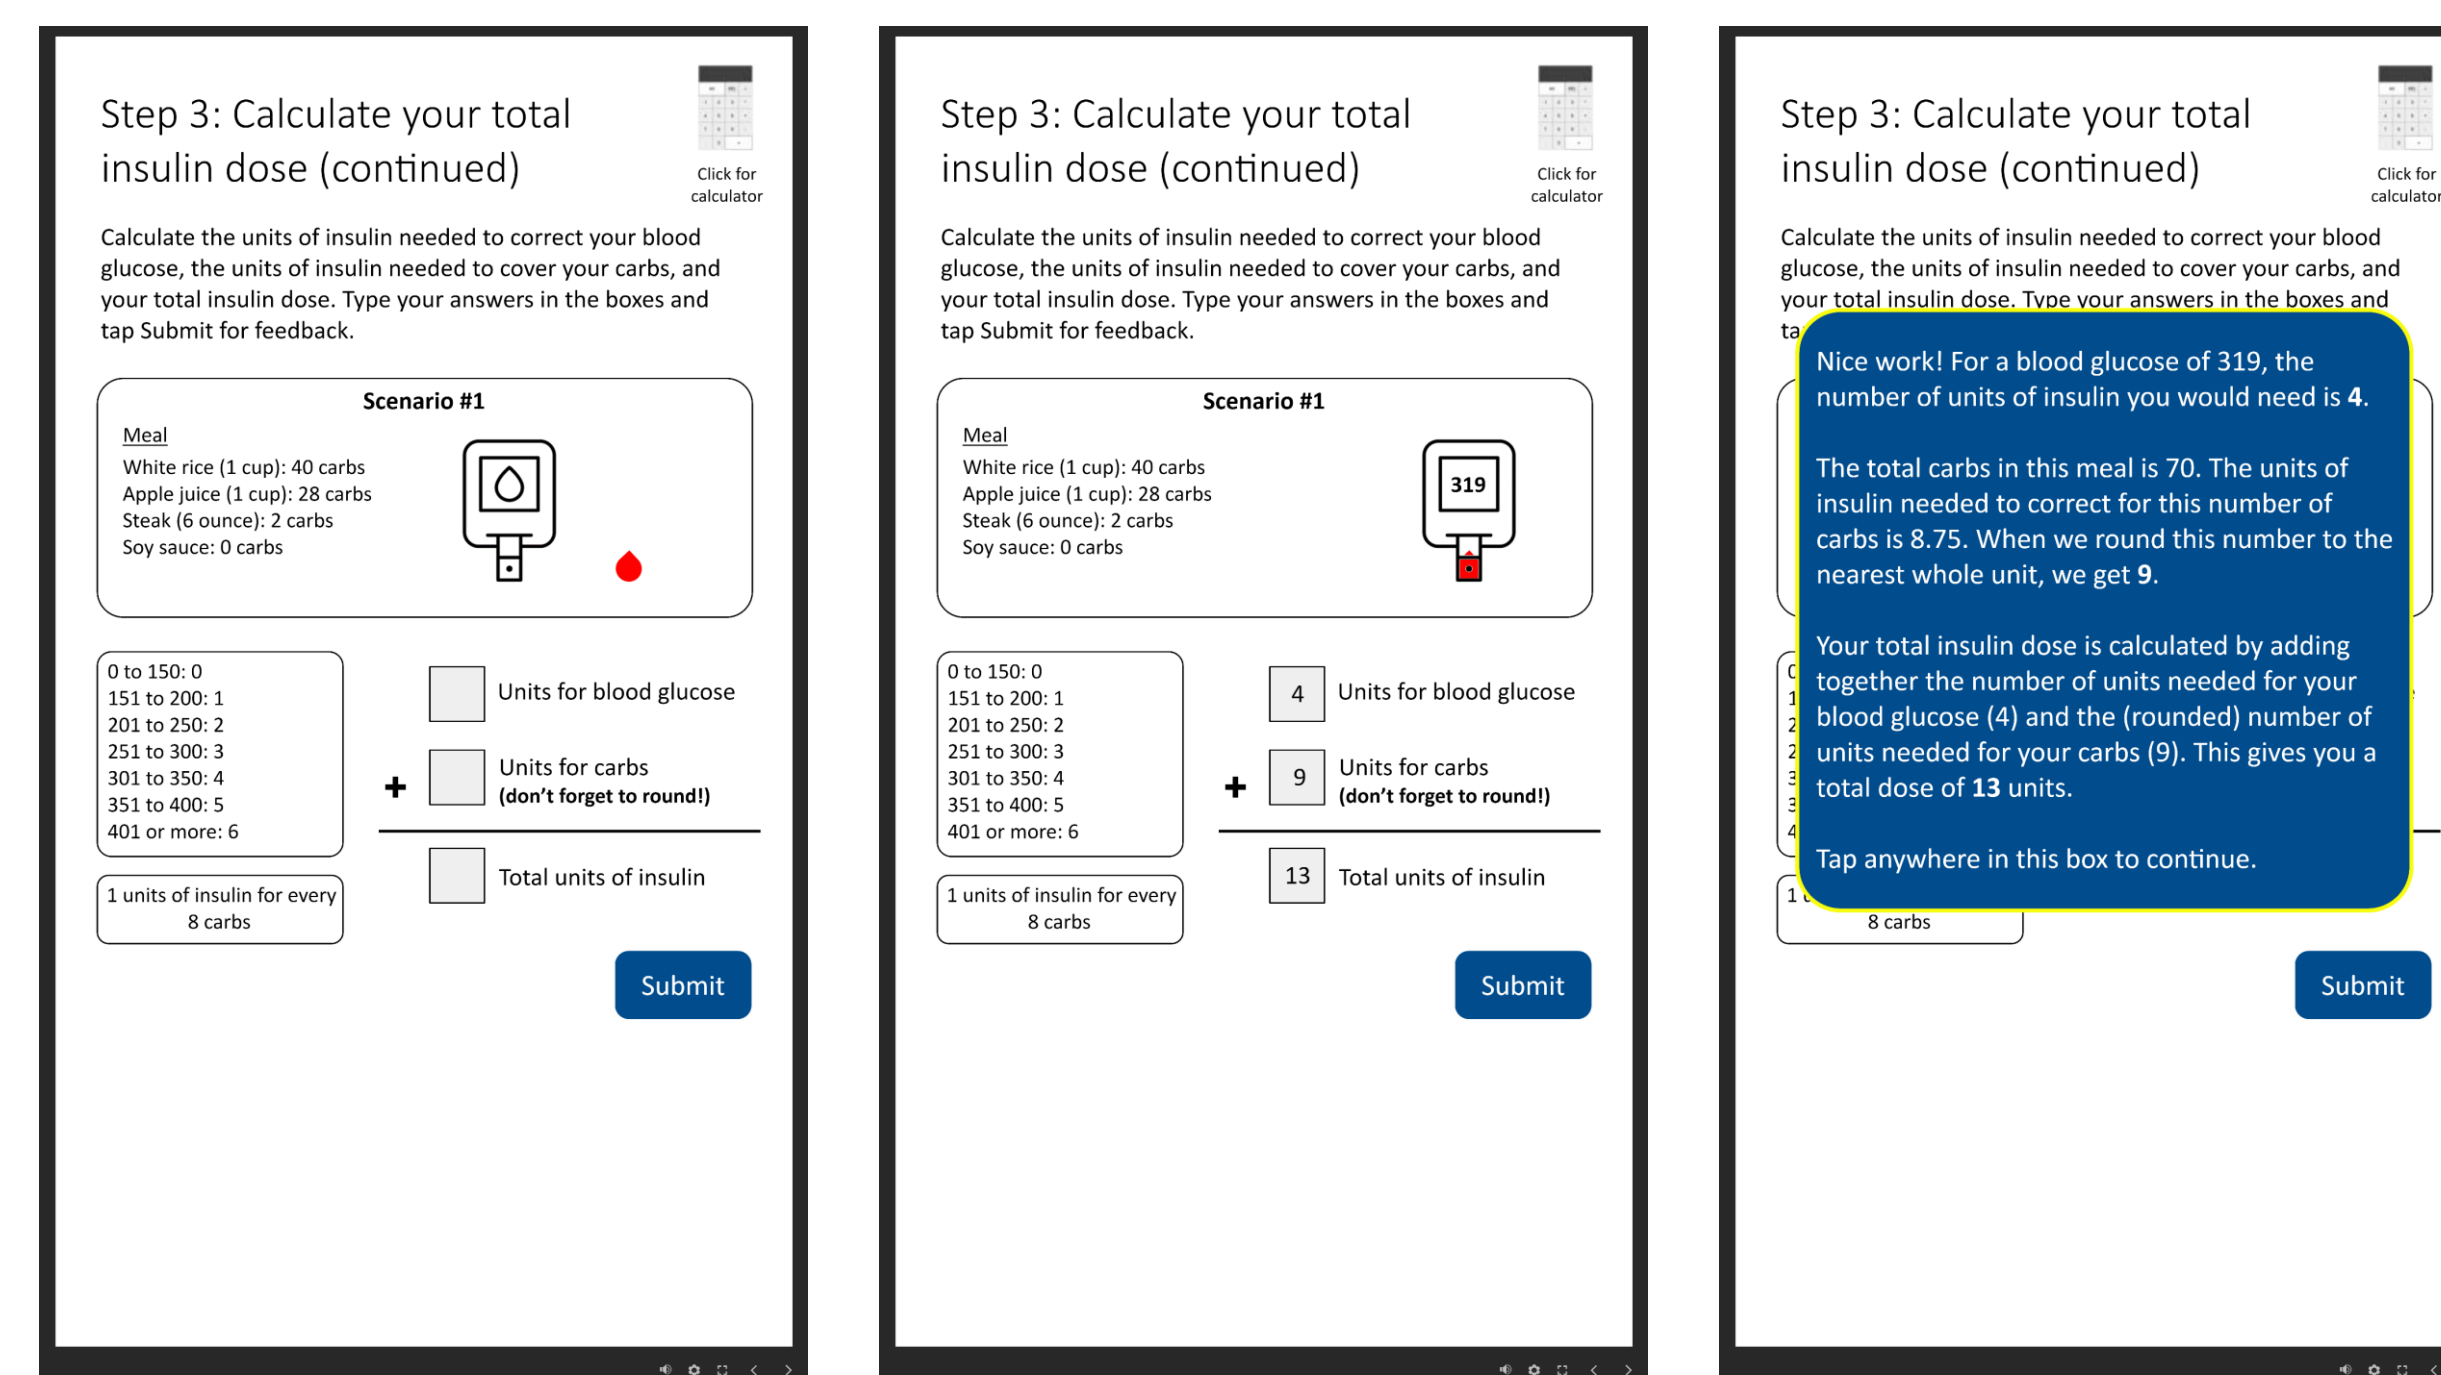 Step 3: Calculate your total
insulin dose (continued)
Click for
calculator
Calculate the units of insulin needed to correct your blood
glucose, the units of insulin needed to cover your carbs, and
your total insulin dose. Type your answers in the boxes and
tap Submit for feedback.
Scenario #1
Meal
White rice (1 cup): 40 carbs
Apple juice (1 cup): 28 carbs
Steak (6 ounce): 2 carbs
Soy sauce: 0 carbs
0 to 150: 0
151 to 200: 1
201 to 250: 2
251 to 300: 3
301 to 350: 4
351 to 400: 5
401 or more: 6
1 units of insulin for every
8 carbs
Units for blood glucose
+
Units for carbs
(don't forget to round!)
Total units of insulin
Submit
Step 3: Calculate your total
insulin dose (continued)
Click for
calculator
Calculate the units of insulin needed to correct your blood
glucose, the units of insulin needed to cover your carbs, and
your total insulin dose. Type your answers in the boxes and
tap Submit for feedback.
Scenario #1
Meal
White rice (1 cup): 40 carbs
Apple juice (1 cup): 28 carbs
Steak (6 ounce): 2 carbs
Soy sauce: 0 carbs
319
0 to 150: 0
151 to 200: 1
201 to 250: 2
251 to 300: 3
301 to 350: 4
351 to 400: 5
401 or more: 6
1 units of insulin for every
8 carbs
4 Units for blood glucose
+ 9 Units for carbs
(don't forget to round!)
13 Total units of insulin
Submit
Step 3: Calculate your total
insulin dose (continued)
Click for
calculator
Calculate the units of insulin needed to correct your blood
glucose, the units of insulin needed to cover your carbs, and
your total insulin dose. Type your answers in the boxes and
Nice work! For a blood glucose of 319, the
number of units of insulin you would need is 4.
The total carbs in this meal is 70. The units of
insulin needed to correct for this number of
carbs is 8.75. When we round this number to the
nearest whole unit, we get 9.
Your total insulin dose is calculated by adding
together the number of units needed for your
blood glucose (4) and the (rounded) number of
units needed for your carbs (9). This gives you a
total dose of 13 units.
Tap anywhere in this box to continue.
8 carbs
Submit